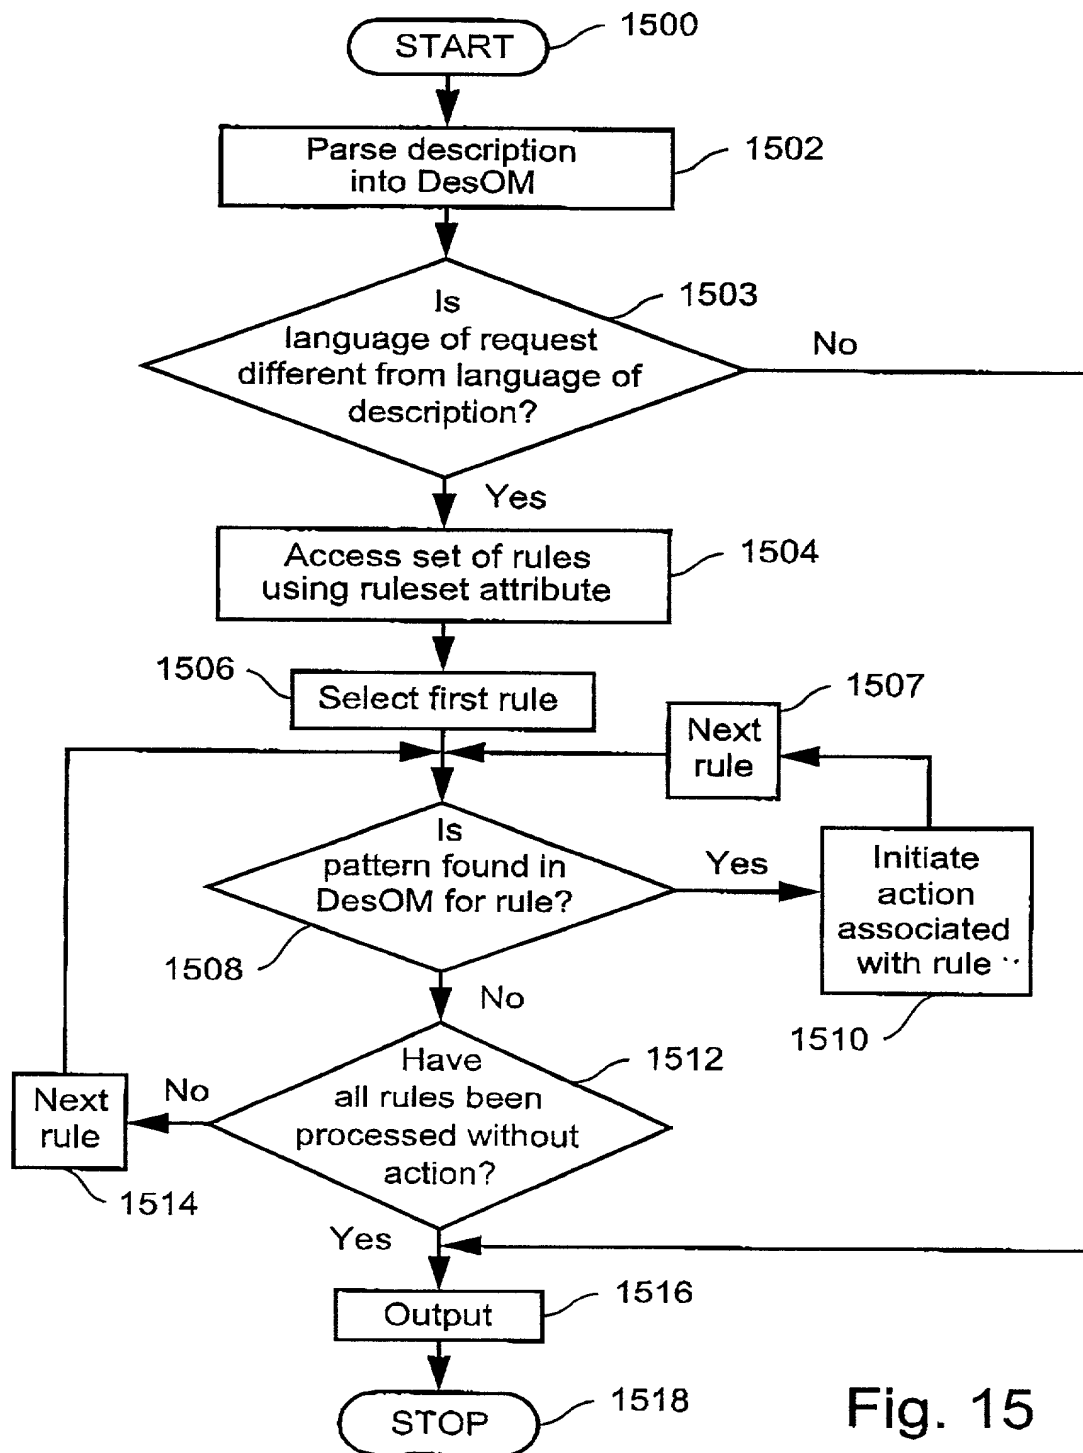 START
1500
Parse description
into DesOM
1502
Is
language of request
different from language of
description?
1503
No
Yes
Access set of rules
using ruleset attribute
1504
1506
Select first rule
1507
Next
rule
Is
pattern found in
DesOM for rule?
1508
Yes
Initiate
action
associated
with rule
1510
No
Have
all rules been
processed without
action?
1512
No
Next
rule
1514
Yes
Output
1516
STOP
1518
Fig. 15